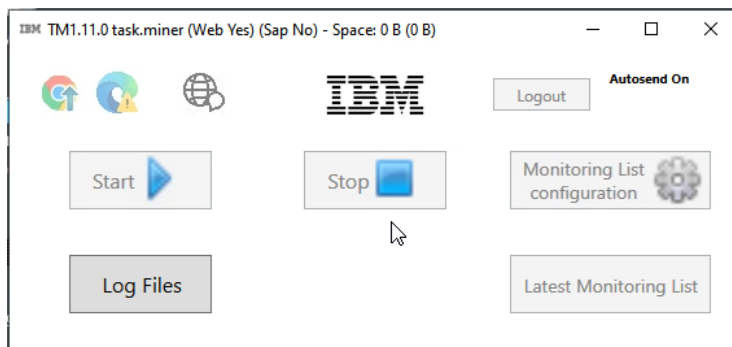 IBM TM1.11.0 task.miner (Web Yes) (Sap No) - Space: 0 B (0 B)
IBM
Logout
Autosend On
Start
Stop
Monitoring List
configuration
Log Files
Latest Monitoring List